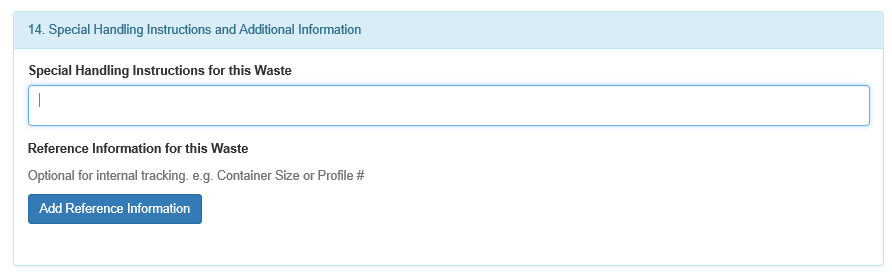 14. Special Handling Instructions and Additional Information
Special Handling Instructions for this Waste
Reference Information for this Waste
Optional for internal tracking. e.g. Container Size or Profile #
Add Reference Information